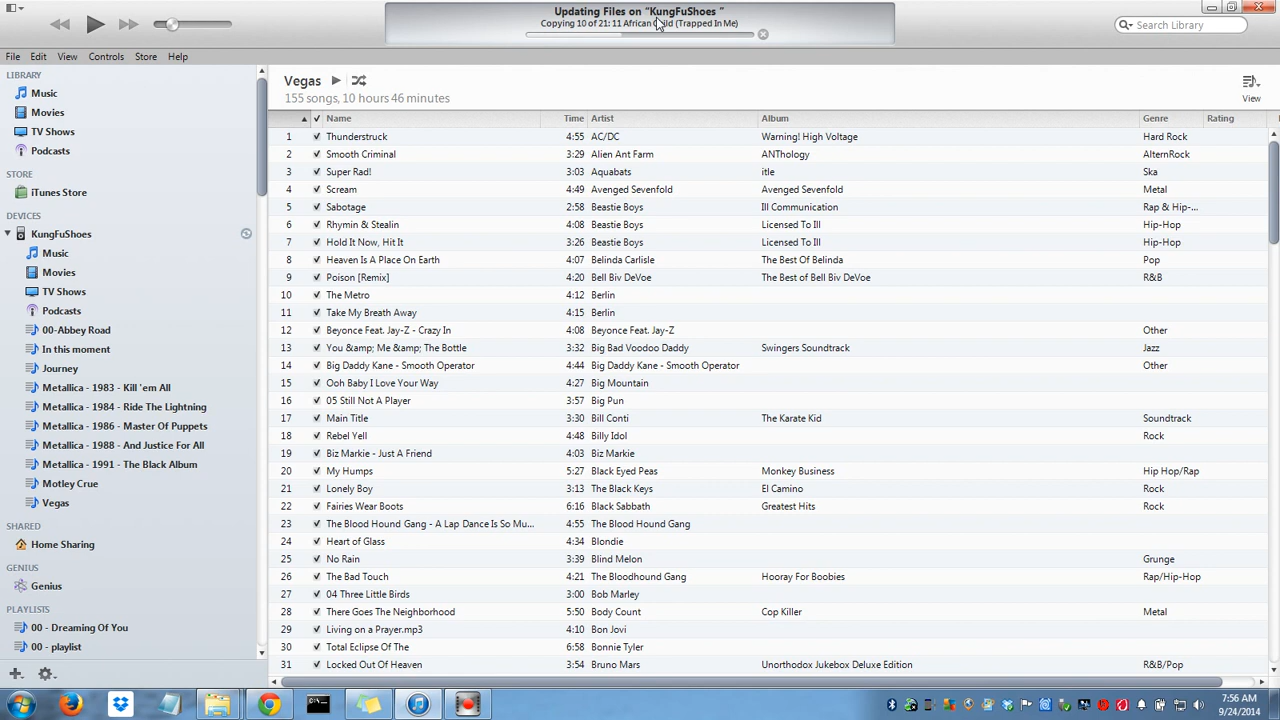 Updating Files on "KungFuShoes "
Copying 10 of 21: 11 African Child (Trapped In Me)
Search Library
File Edit View Controls Store Help
LIBRARY
Music
Movies
TV Shows
Podcasts
STORE
iTunes Store
DEVICES
KungFuShoes
Music
Movies
TV Shows
Podcasts
00-Abbey Road
In this moment
Journey
Metallica - 1983 - Kill 'em All
Metallica - 1984 - Ride The Lightning
Metallica - 1986 - Master Of Puppets
Metallica - 1988 - And Justice For All
Metallica - 1991 - The Black Album
Motley Crue
Vegas
SHARED
Home Sharing
GENIUS
Genius
PLAYLISTS
00 - Dreaming Of You
00 - playlist
Vegas
155 songs, 10 hours 46 minutes
View
Name Time Artist Album Genre Rating
1 Thunderstruck 4:55 AC/DC Warning! High Voltage Hard Rock
2 Smooth Criminal 3:29 Alien Ant Farm ANThology AlternRock
3 Super Rad! 3:03 Aquabats itle Ska
4 Scream 4:49 Avenged Sevenfold Avenged Sevenfold Metal
5 Sabotage 2:58 Beastie Boys Ill Communication Rap & Hip-...
6 Rhymin & Stealin 4:08 Beastie Boys Licensed To Ill Hip-Hop
7 Hold It Now, Hit It 3:26 Beastie Boys Licensed To Ill Hip-Hop
8 Heaven Is A Place On Earth 4:07 Belinda Carlisle The Best Of Belinda Pop
9 Poison [Remix] 4:20 Bell Biv DeVoe The Best of Bell Biv DeVoe R&B
10 The Metro 4:12 Berlin
11 Take My Breath Away 4:15 Berlin
12 Beyonce Feat. Jay-Z - Crazy In 4:08 Beyonce Feat. Jay-Z Other
13 You &amp; Me &amp; The Bottle 3:32 Big Bad Voodoo Daddy Swingers Soundtrack Jazz
14 Big Daddy Kane - Smooth Operator 4:44 Big Daddy Kane - Smooth Operator Other
15 Ooh Baby I Love Your Way 4:27 Big Mountain
16 05 Still Not A Player 3:57 Big Pun
17 Main Title 3:30 Bill Conti The Karate Kid Soundtrack
18 Rebel Yell 4:48 Billy Idol Rock
19 Biz Markie - Just A Friend 4:03 Biz Markie
20 My Humps 5:27 Black Eyed Peas Monkey Business Hip Hop/Rap
21 Lonely Boy 3:13 The Black Keys El Camino Rock
22 Fairies Wear Boots 6:16 Black Sabbath Greatest Hits Rock
23 The Blood Hound Gang - A Lap Dance Is So Mu... 4:55 The Blood Hound Gang
24 Heart of Glass 4:34 Blondie
25 No Rain 3:39 Blind Melon Grunge
26 The Bad Touch 4:21 The Bloodhound Gang Hooray For Boobies Rap/Hip-Hop
27 04 Three Little Birds 3:00 Bob Marley
28 There Goes The Neighborhood 5:50 Body Count Cop Killer Metal
29 Living on a Prayer.mp3 4:10 Bon Jovi
30 Total Eclipse Of The 6:58 Bonnie Tyler
31 Locked Out Of Heaven 3:54 Bruno Mars Unorthodox Jukebox Deluxe Edition R&B/Pop
7:56 AM
9/24/2014